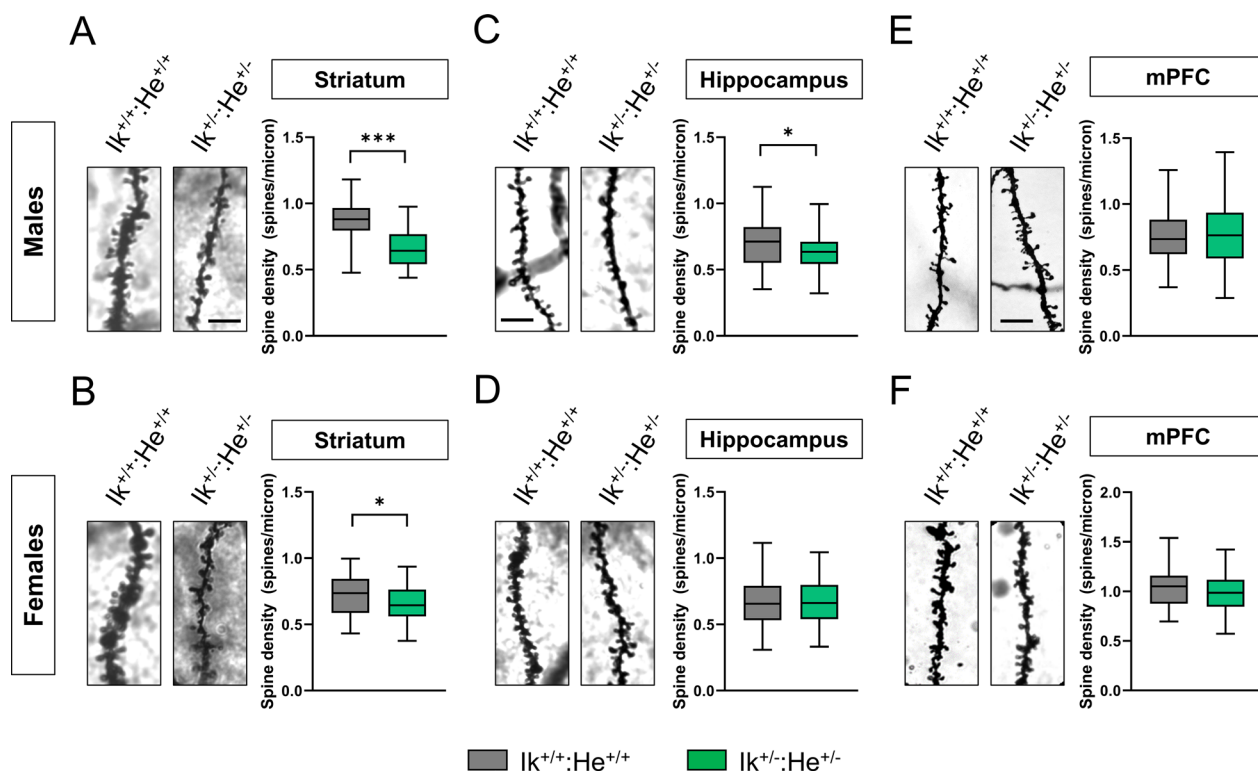 A
C
E
Ik+/+:He+/+
Ik+/-:He+/-
Striatum
Ik+/+:He+/+
Ik+/-:He+/-
Hippocampus
Ik+/+:He+/+
Ik+/-:He+/-
mPFC
Males
Spine density (spines/micron)
1.5
1.0
0.5
0.0
***
Spine density (spines/micron)
1.5
1.0
0.5
0.0
*
Spine density (spines/micron)
1.5
1.0
0.5
0.0
B
D
F
Ik+/+:He+/+
Ik+/-:He+/-
Striatum
Ik+/+:He+/+
Ik+/-:He+/-
Hippocampus
Ik+/+:He+/+
Ik+/-:He+/-
mPFC
Females
Spine density (spines/micron)
1.5
1.0
0.5
0.0
*
Spine density (spines/micron)
1.5
1.0
0.5
0.0
Spine density (spines/micron)
2.0
1.5
1.0
0.5
0.0
Ik+/+:He+/+
Ik+/-:He+/-